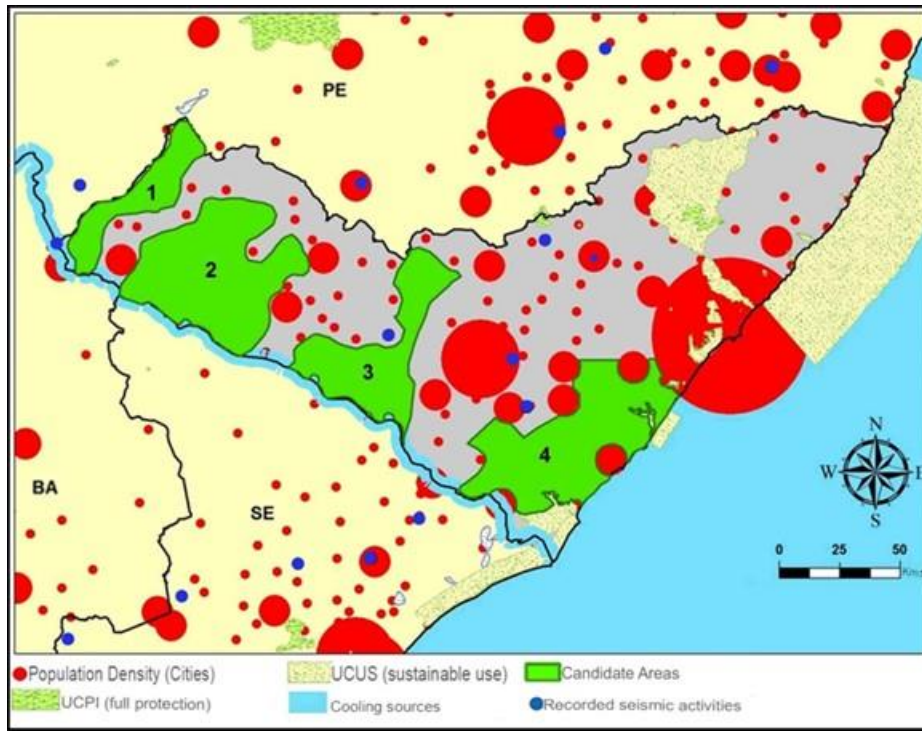 PE
1
2
3
4
BA
SE
N
W E
S
0 25 50
Kms
Population Density (Cities) UCUS (sustainable use) Candidate Areas
UCPI (full protection) Cooling sources Recorded seismic activities